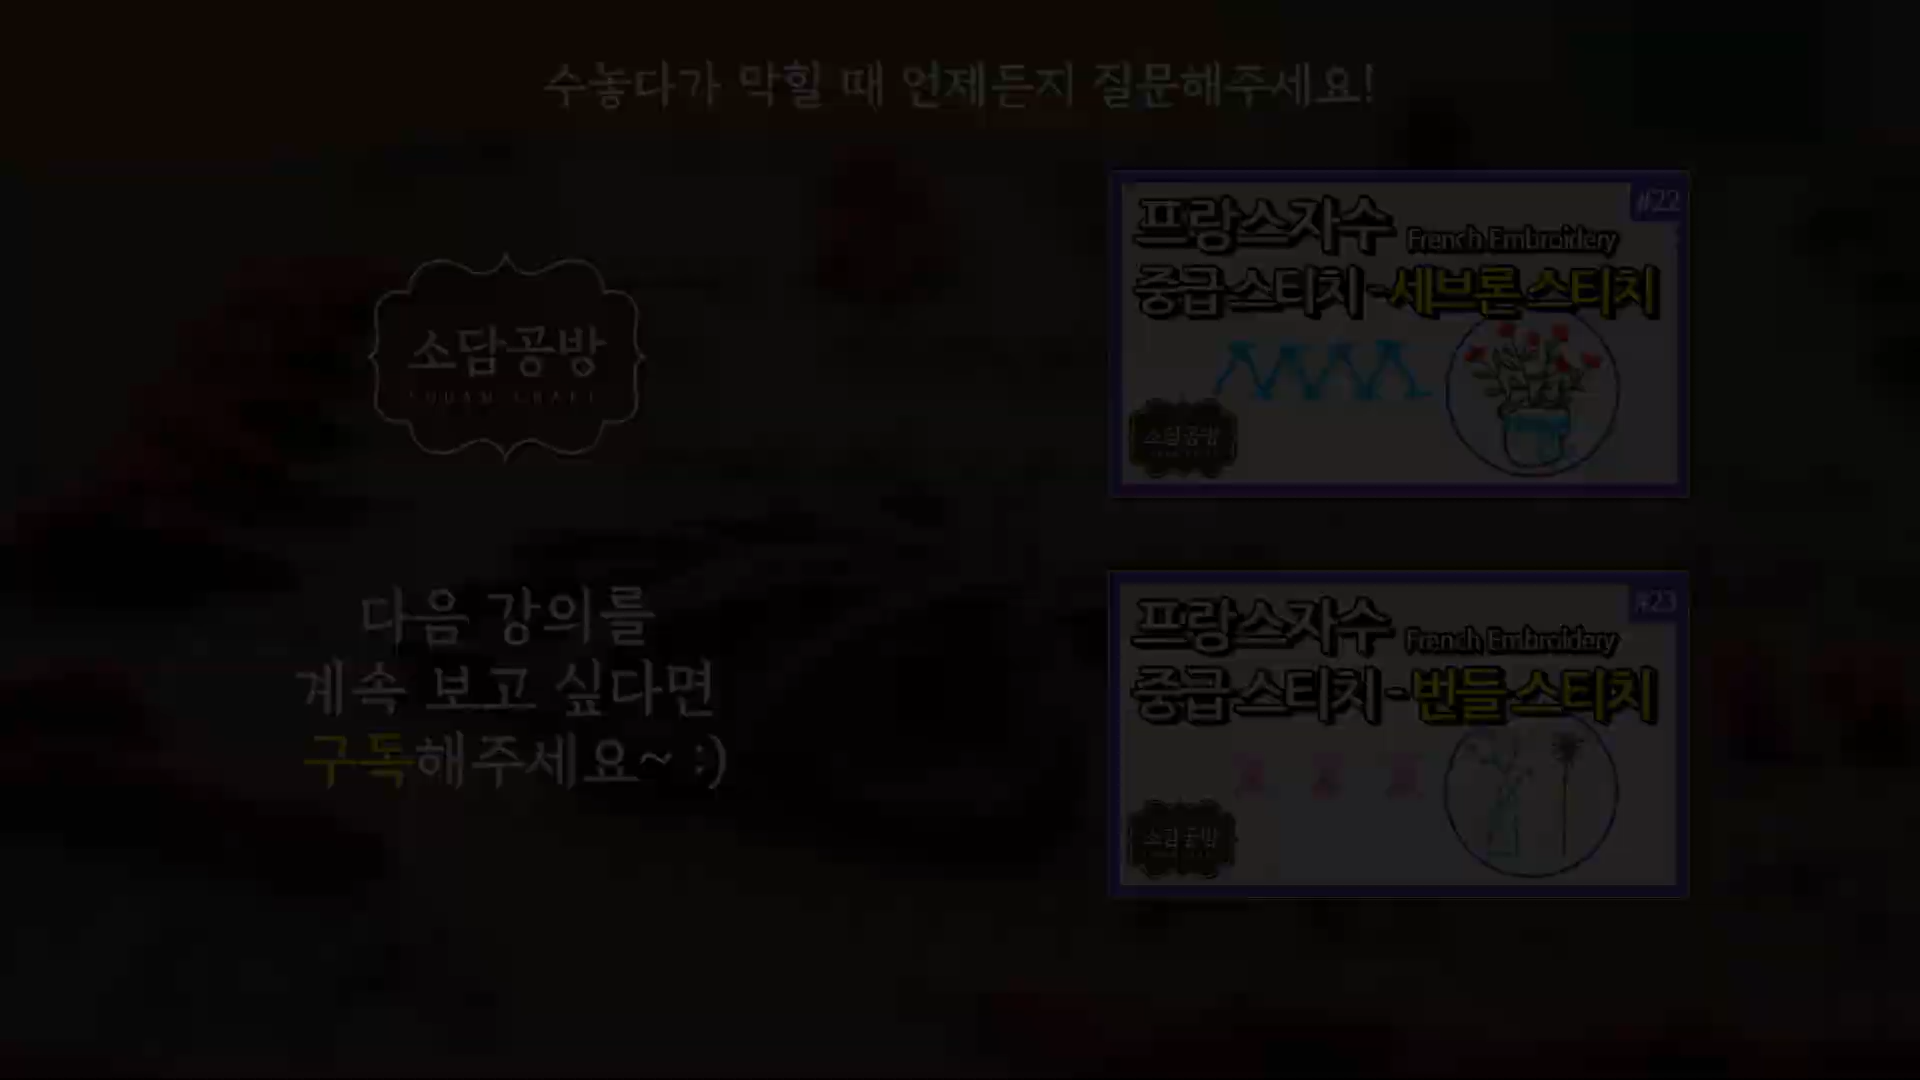 수놓다가 막힐 때 언제든지 질문해주세요!
소담공방
SODAM CRAFT
다음 강의를
계속 보고 싶다면
구독해주세요~ :)
#22
프랑스자수 French Embroidery
중급 스티치 - 세브론 스티치
소담공방
#23
프랑스자수 French Embroidery
중급 스티치 - 번들 스티치
소담공방